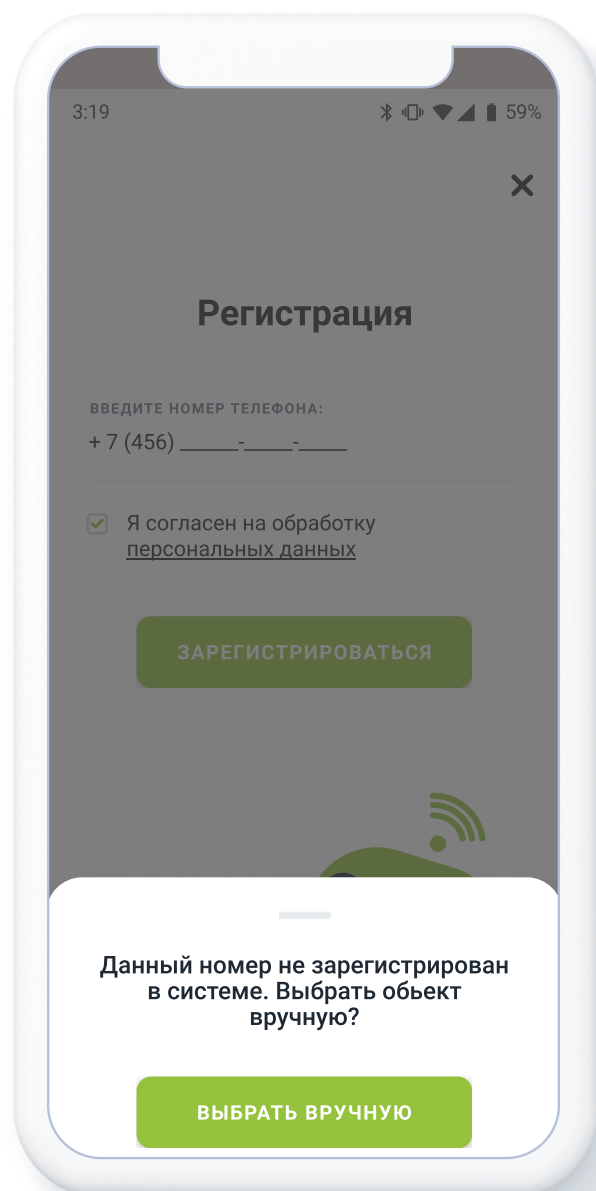 3:19 59%
Регистрация
ВВЕДИТЕ НОМЕР ТЕЛЕФОНА:
+ 7 (456) _____-____-____
Я согласен на обработку
персональных данных
ЗАРЕГИСТРИРОВАТЬСЯ
Данный номер не зарегистрирован
в системе. Выбрать обьект
вручную?
ВЫБРАТЬ ВРУЧНУЮ